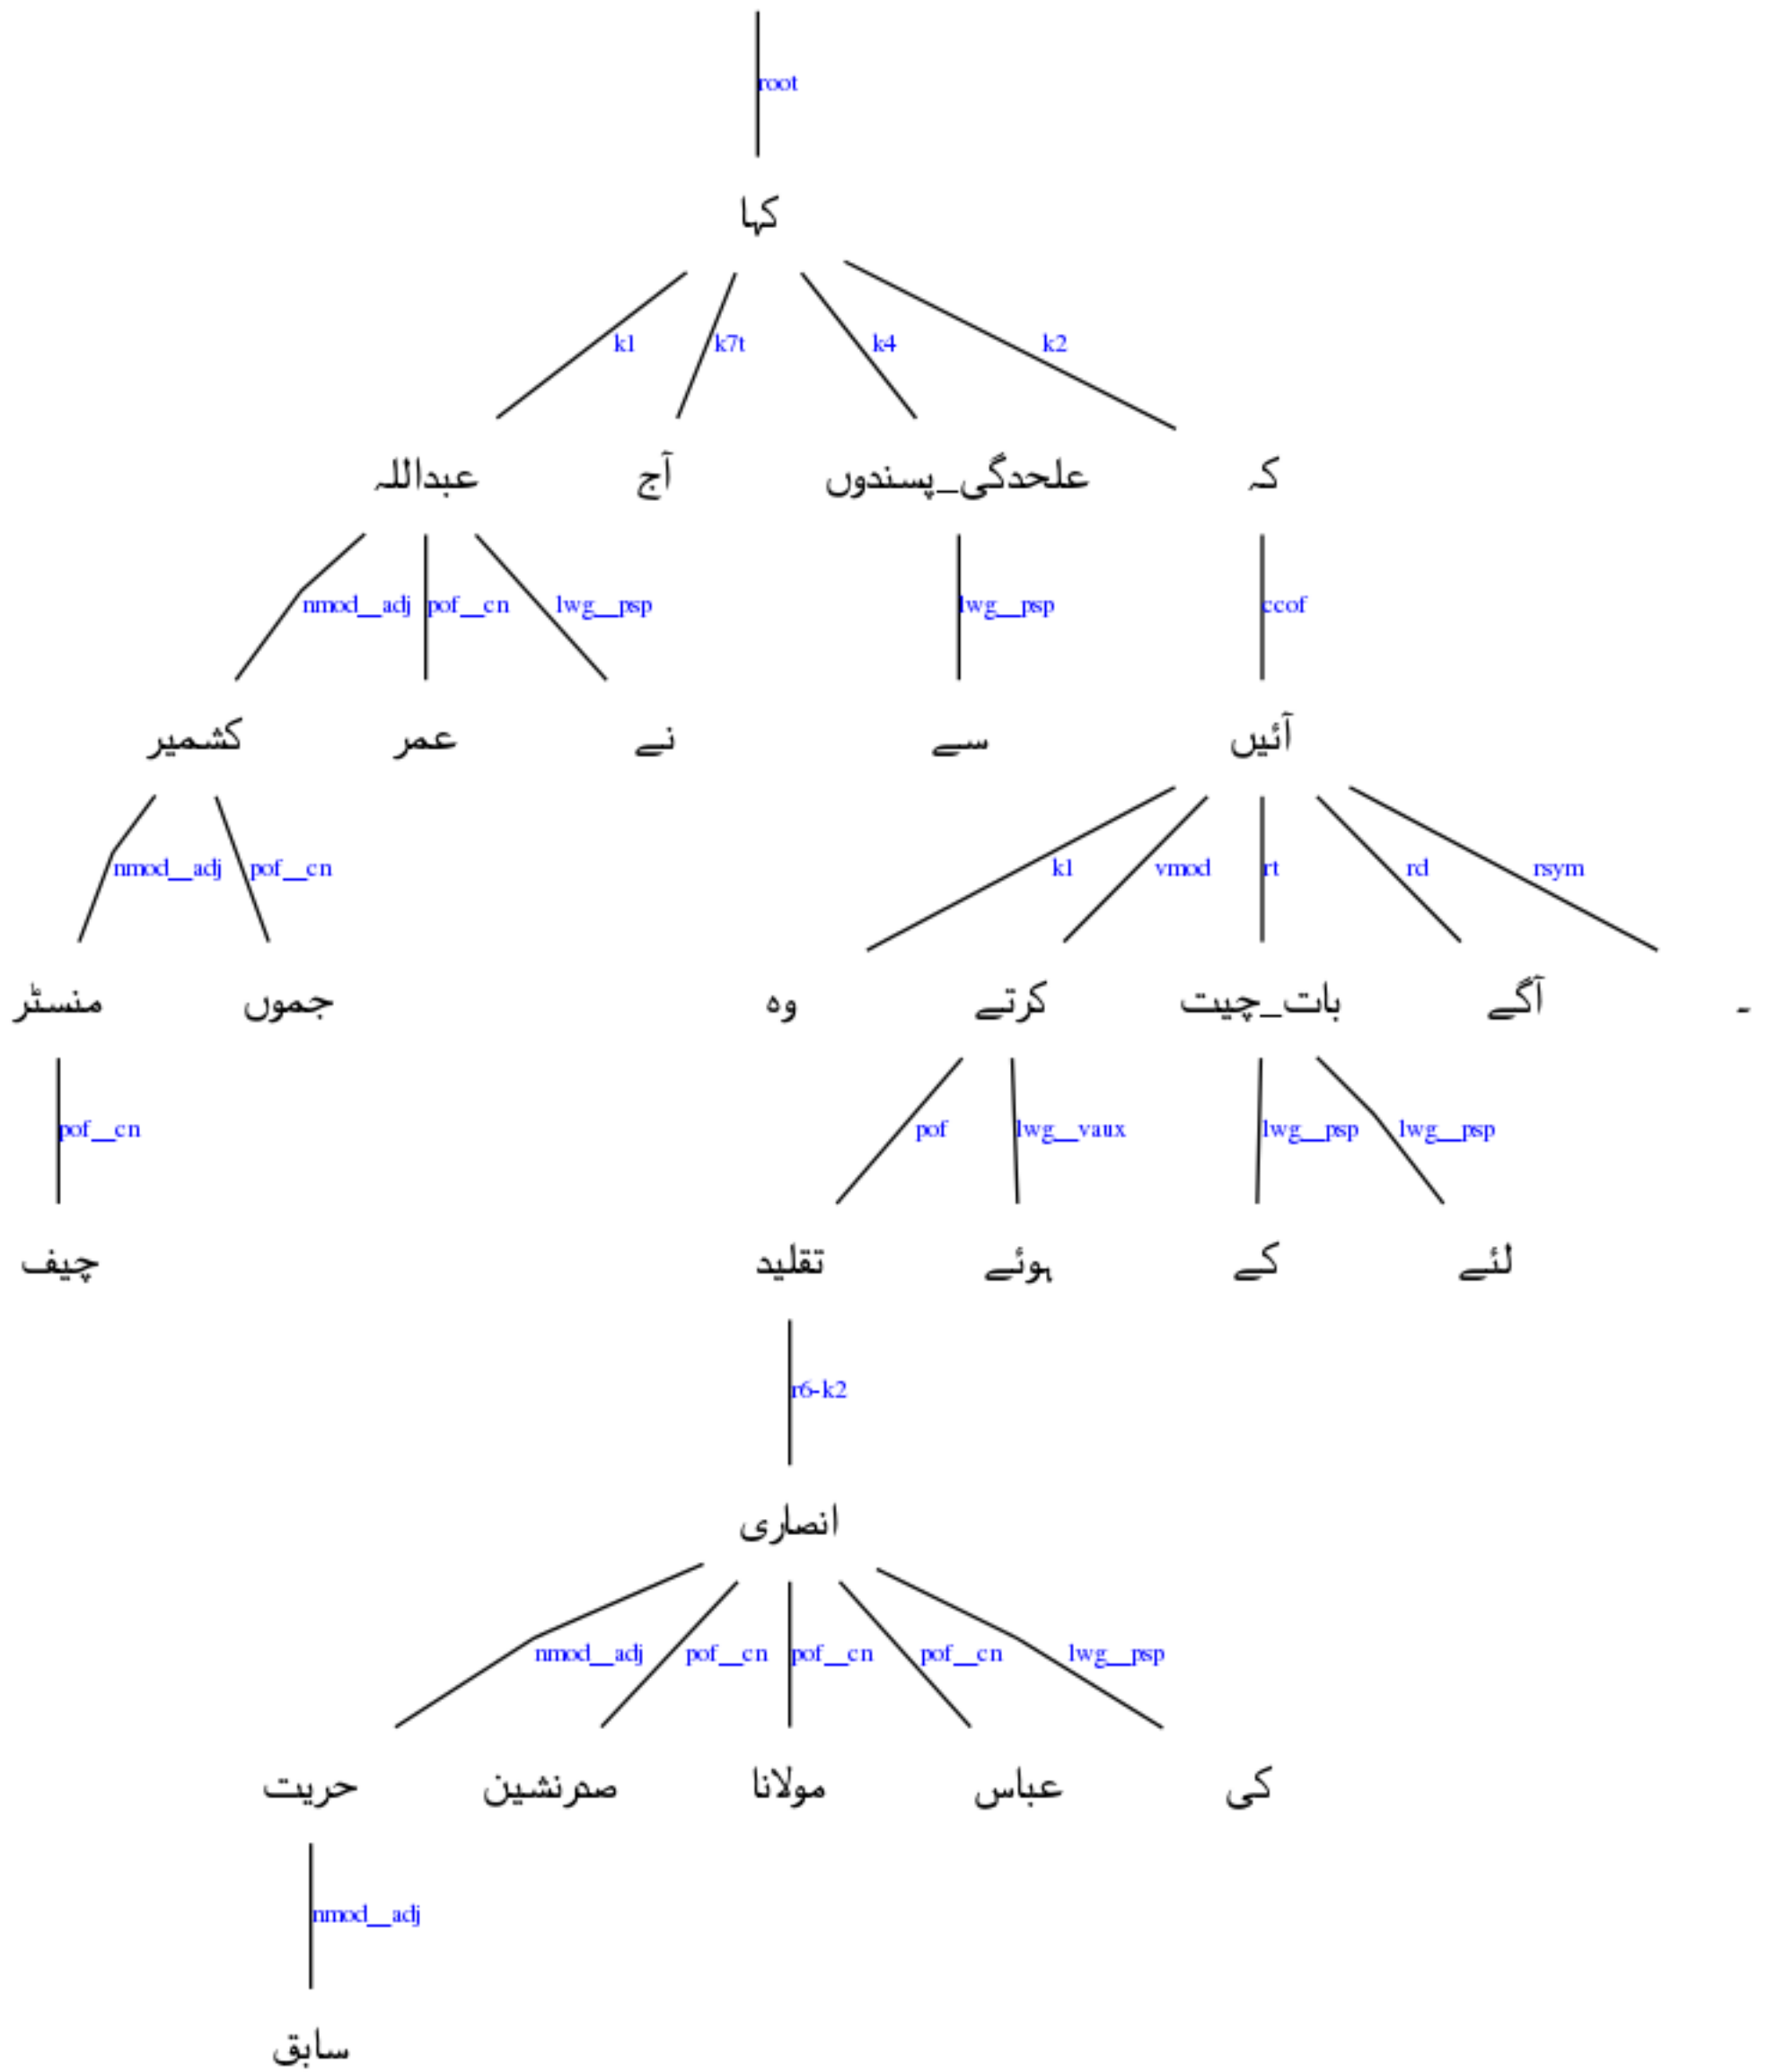 root
کہا
k1 k7t k4 k2
عبداللہ آج علحدگی_پسندوں کہ
nmod__adj pof__cn lwg__psp lwg__psp ccof
کشمیر عمر نے سے آئیں
nmod__adj pof__cn k1 vmod rt rd rsym
منسٹر جموں وہ کرتے بات_چیت آگے ۔
pof__cn pof lwg__vaux lwg__psp lwg__psp
چیف تقلید ہوئے کے لئے
r6-k2
انصاری
nmod__adj pof__cn pof__cn pof__cn lwg__psp
حریت صدرنشین مولانا عباس کی
nmod__adj
سابق